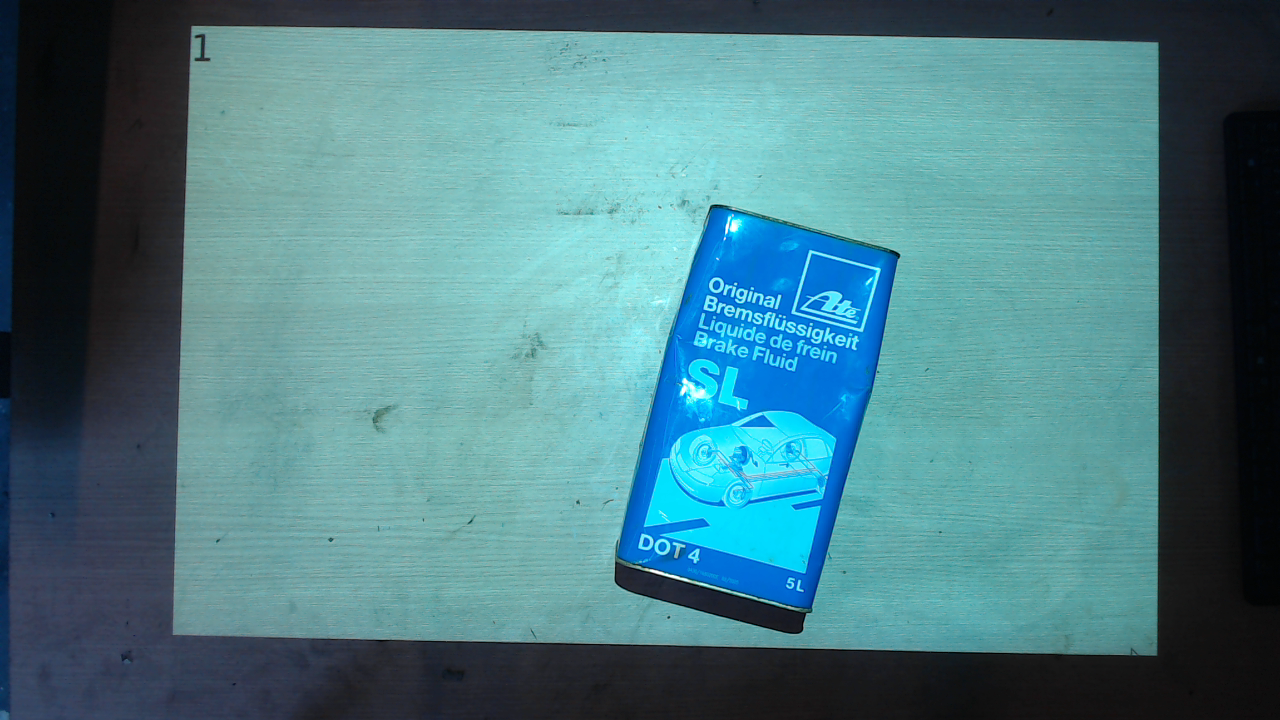 1
Ate
Original
Bremsflüssigkeit
Liquide de frein
Brake Fluid
SL
DOT 4
5L